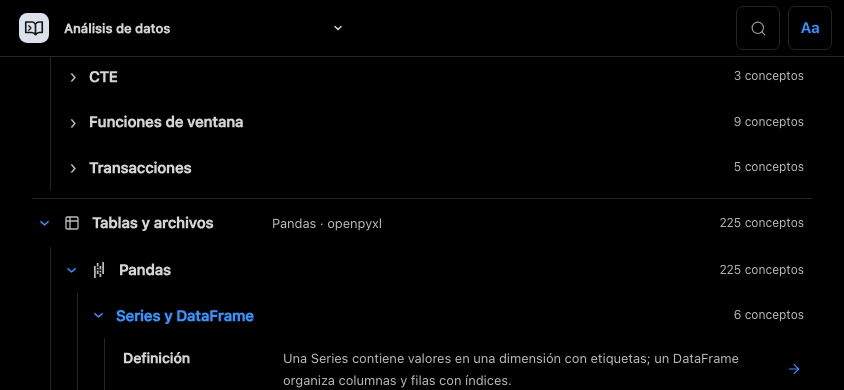 Análisis de datos
Aa
CTE 3 conceptos
Funciones de ventana 9 conceptos
Transacciones 5 conceptos
Tablas y archivos Pandas · openpyxl 225 conceptos
Pandas 225 conceptos
Series y DataFrame 6 conceptos
Definición Una Series contiene valores en una dimensión con etiquetas; un DataFrame
organiza columnas y filas con índices.